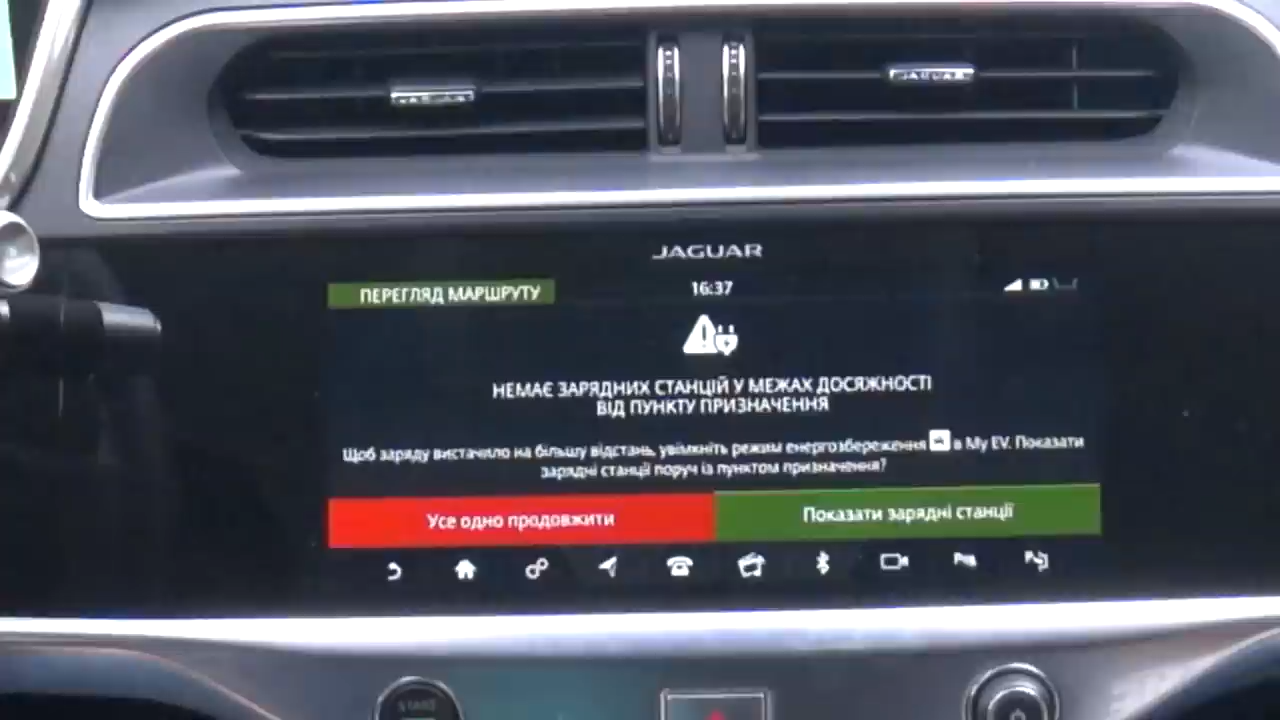 JAGUAR
JAGUAR
JAGUAR
ПЕРЕГЛЯД МАРШРУТУ
16:37
НЕМАЄ ЗАРЯДНИХ СТАНЦІЙ У МЕЖАХ ДОСЯЖНОСТІ
ВІД ПУНКТУ ПРИЗНАЧЕННЯ
Щоб заряду вистачило на більшу відстань, увімкніть режим енергозбереження в My EV. Показати
зарядні станції поруч із пунктом призначення?
Усе одно продовжити
Показати зарядні станції
START